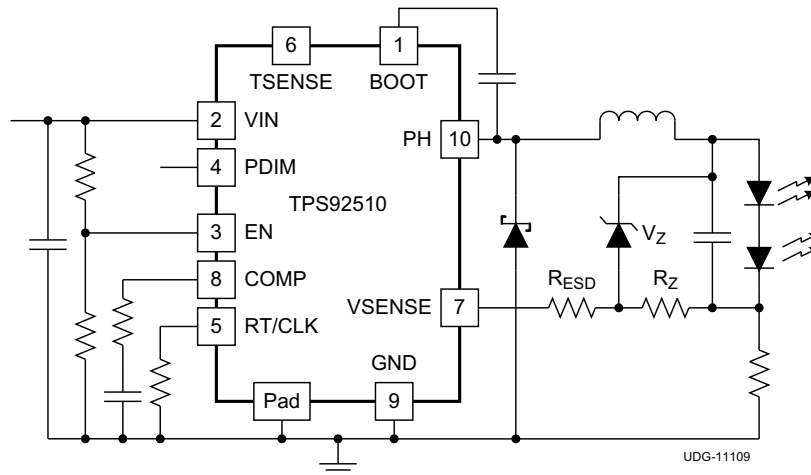 6
1
TSENSE
BOOT
2
VIN
PH
10
4
PDIM
TPS92510
3
EN
V_Z
8
COMP
R_ESD
R_Z
VSENSE
7
5
RT/CLK
GND
Pad
9
UDG-11109